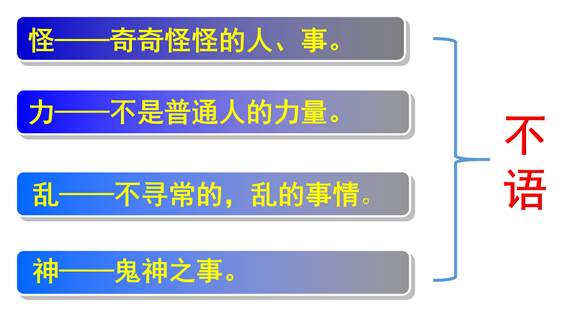 怪——奇奇怪怪的人、事。
力——不是普通人的力量。
乱——不寻常的，乱的事情。
神——鬼神之事。
不语